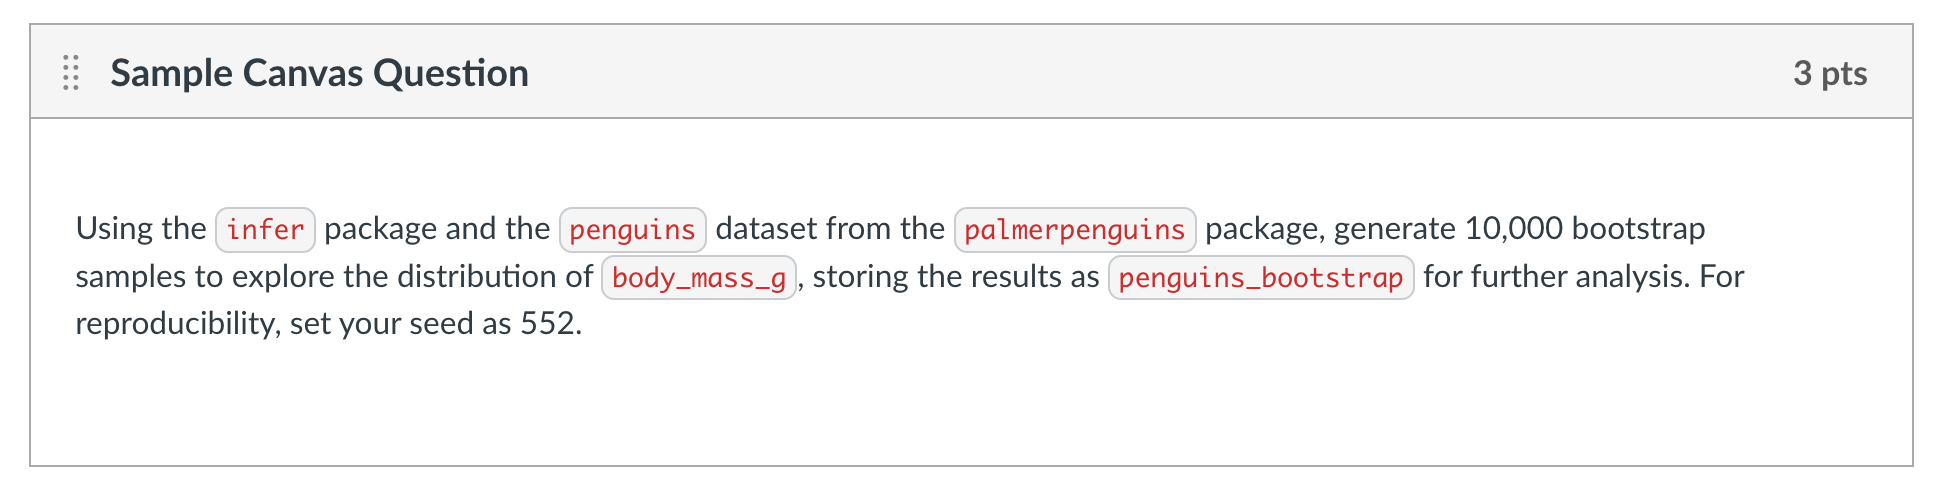 Sample Canvas Question
3 pts
Using the infer package and the penguins dataset from the palmerpenguins package, generate 10,000 bootstrap
samples to explore the distribution of body_mass_g, storing the results as penguins_bootstrap for further analysis. For
reproducibility, set your seed as 552.